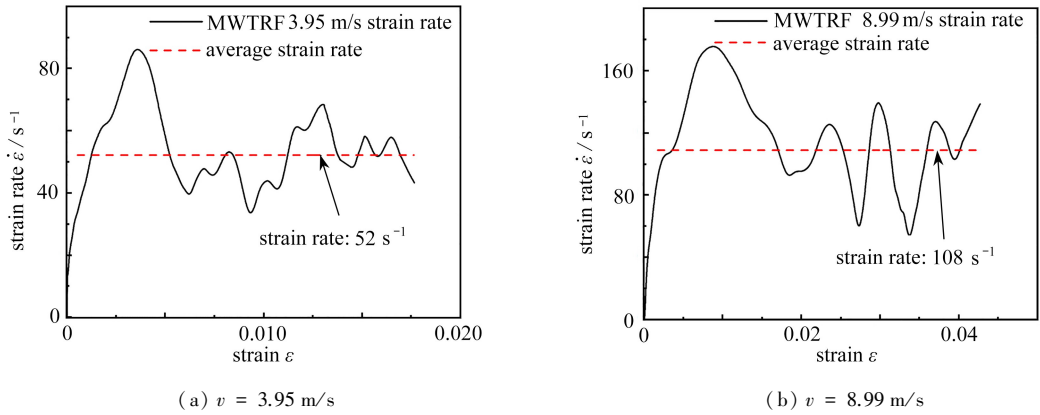 MWTRF 3.95 m/s strain rate
average strain rate
80
40
0
strain rate ε̇ / s⁻¹
strain rate: 52 s⁻¹
0 0.010 0.020
strain ε
(a) v = 3.95 m/s
MWTRF 8.99 m/s strain rate
average strain rate
160
80
0
strain rate ε̇ / s⁻¹
strain rate: 108 s⁻¹
0 0.02 0.04
strain ε
(b) v = 8.99 m/s